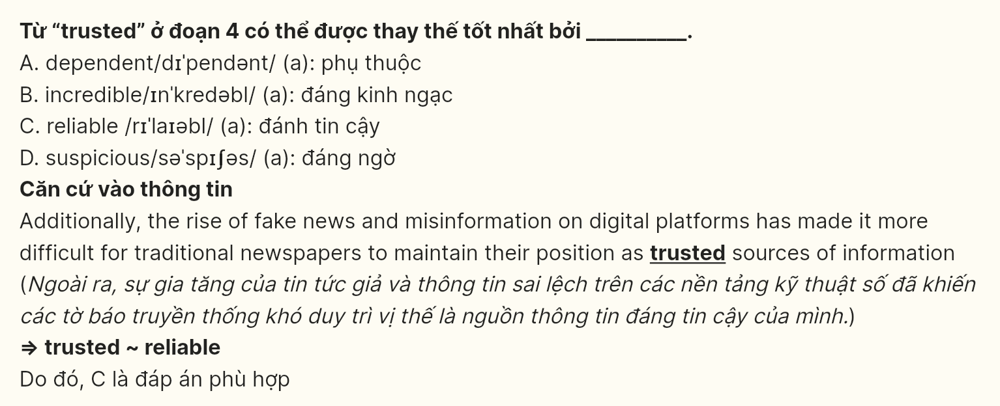 Từ “trusted” ở đoạn 4 có thể được thay thế tốt nhất bởi __________.
A. dependent/dɪˈpendənt/ (a): phụ thuộc
B. incredible/ɪnˈkredəbl/ (a): đáng kinh ngạc
C. reliable /rɪˈlaɪəbl/ (a): đánh tin cậy
D. suspicious/səˈspɪʃəs/ (a): đáng ngờ
Căn cứ vào thông tin
Additionally, the rise of fake news and misinformation on digital platforms has made it more
difficult for traditional newspapers to maintain their position as trusted sources of information
(Ngoài ra, sự gia tăng của tin tức giả và thông tin sai lệch trên các nền tảng kỹ thuật số đã khiến
các tờ báo truyền thống khó duy trì vị thế là nguồn thông tin đáng tin cậy của mình.)
⇒ trusted ~ reliable
Do đó, C là đáp án phù hợp